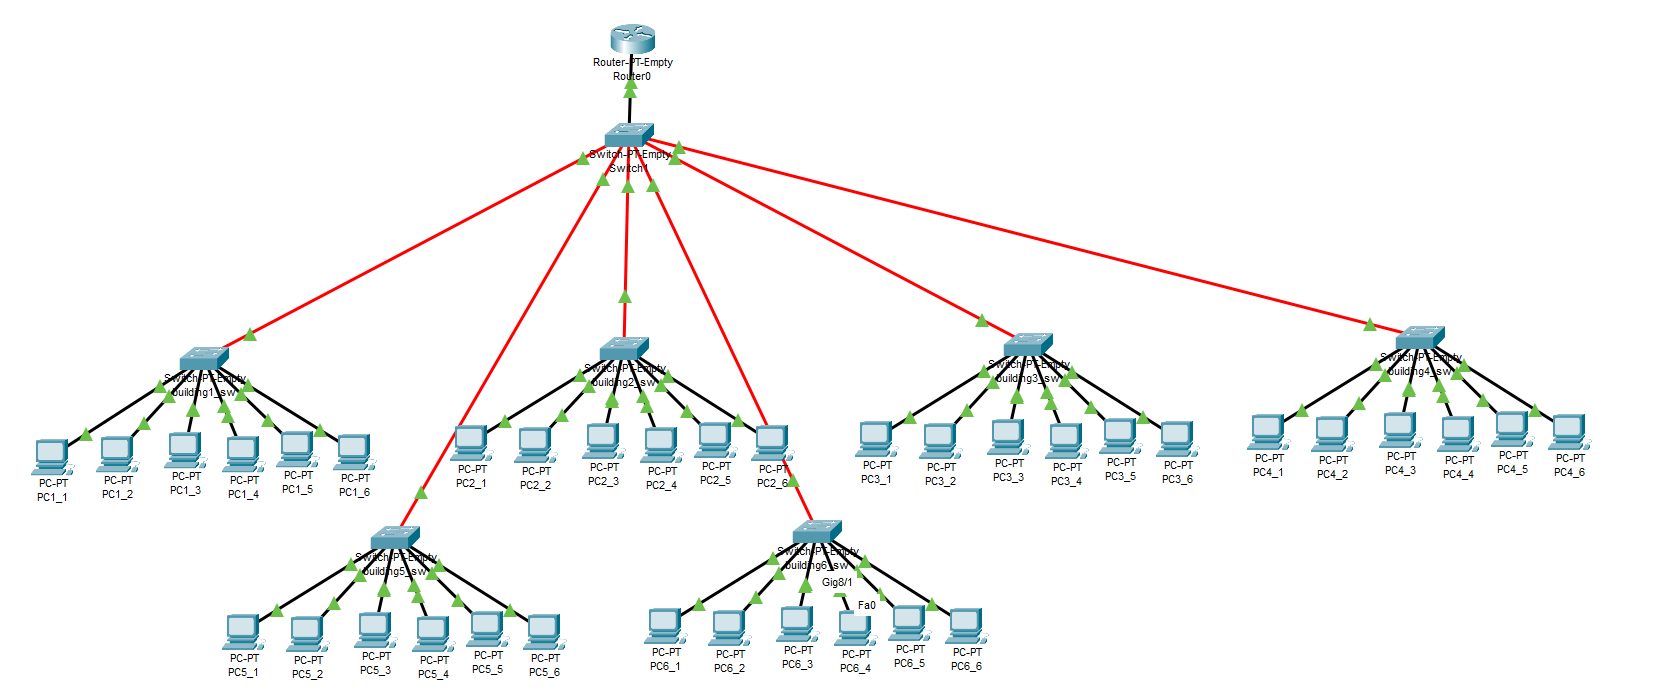 Router-PT-Empty
Router0
Switch-PT-Empty
Switch1
Switch-PT-Empty
building1_sw
Switch-PT-Empty
building2_sw
Switch-PT-Empty
building3_sw
Switch-PT-Empty
building4_sw
PC-PT
PC1_1
PC-PT
PC1_2
PC-PT
PC1_3
PC-PT
PC1_4
PC-PT
PC1_5
PC-PT
PC1_6
PC-PT
PC2_1
PC-PT
PC2_2
PC-PT
PC2_3
PC-PT
PC2_4
PC-PT
PC2_5
PC-PT
PC2_6
PC-PT
PC3_1
PC-PT
PC3_2
PC-PT
PC3_3
PC-PT
PC3_4
PC-PT
PC3_5
PC-PT
PC3_6
PC-PT
PC4_1
PC-PT
PC4_2
PC-PT
PC4_3
PC-PT
PC4_4
PC-PT
PC4_5
PC-PT
PC4_6
Switch-PT-Empty
building5_sw
Switch-PT-Empty
building6_sw
Gig8/1
Fa0
PC-PT
PC5_1
PC-PT
PC5_2
PC-PT
PC5_3
PC-PT
PC5_4
PC-PT
PC5_5
PC-PT
PC5_6
PC-PT
PC6_1
PC-PT
PC6_2
PC-PT
PC6_3
PC-PT
PC6_4
PC-PT
PC6_5
PC-PT
PC6_6